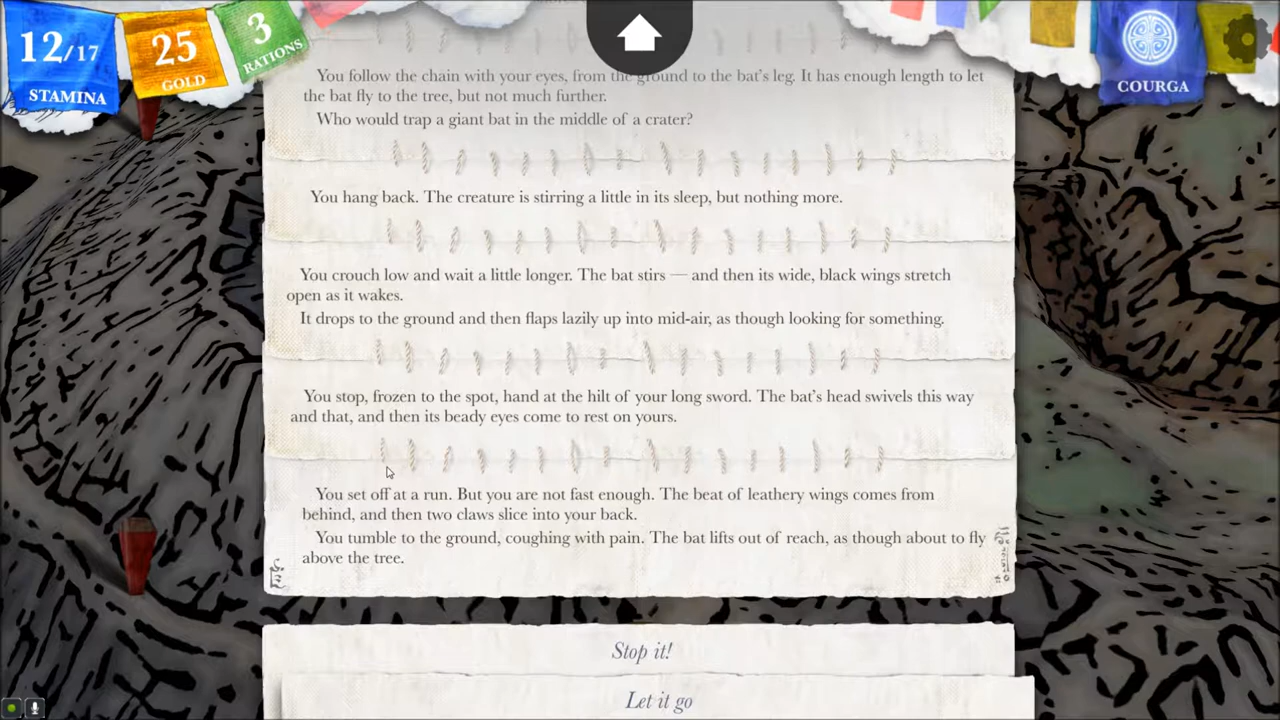 12/17
STAMINA
25
GOLD
3
RATIONS
COURGA
You follow the chain with your eyes, from the ground to the bat's leg. It has enough length to let
the bat fly to the tree, but not much further.
Who would trap a giant bat in the middle of a crater?
You hang back. The creature is stirring a little in its sleep, but nothing more.
You crouch low and wait a little longer. The bat stirs — and then its wide, black wings stretch
open as it wakes.
It drops to the ground and then flaps lazily up into mid-air, as though looking for something.
You stop, frozen to the spot, hand at the hilt of your long sword. The bat's head swivels this way
and that, and then its beady eyes come to rest on yours.
You set off at a run. But you are not fast enough. The beat of leathery wings comes from
behind, and then two claws slice into your back.
You tumble to the ground, coughing with pain. The bat lifts out of reach, as though about to fly
above the tree.
Stop it!
Let it go